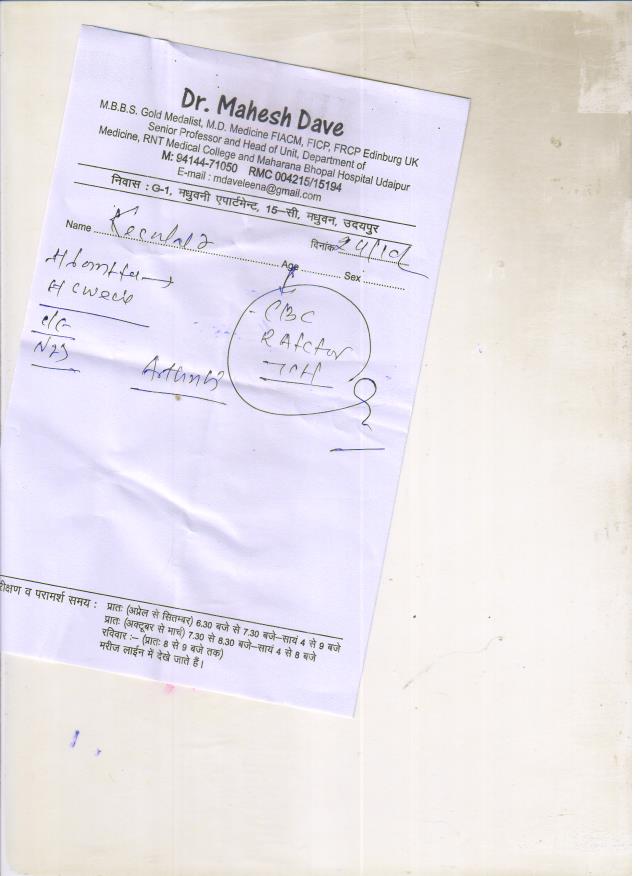 Dr. Mahesh Dave
M.B.B.S. Gold Medalist, M.D. Medicine FIACM, FICP, FRCP Edinburg UK
Senior Professor and Head of Unit, Department of
Medicine, RNT Medical College and Maharana Bhopal Hospital Udaipur
M: 94144-71050 RMC 004215/15194
E-mail : mdaveleena@gmail.com
निवास : G-1, मधुवनी एपार्टमेन्ट, 15-सी, मधुवन, उदयपुर
दिनांक
Name
Age Sex
CBC
R Afctor
Arthritis
रीक्षण व परामर्श समय : प्रातः (अप्रेल से सितम्बर) 6.30 बजे से 7.30 बजे-सायं 4 से 9 बजे
प्रातः (अक्टूबर से मार्च) 7.30 से 8.30 बजे-सायं 4 से 8 बजे
रविवार :- (प्रातः 8 से 9 बजे तक)
मरीज लाईन में देखे जाते हैं।